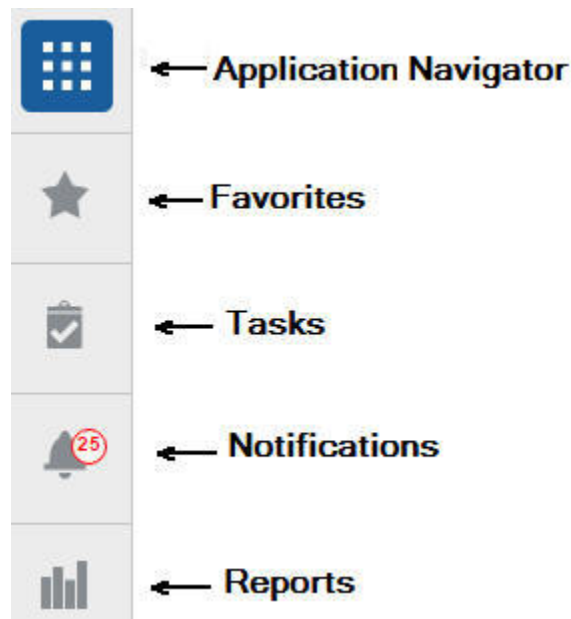 Application Navigator
Favorites
Tasks
25
Notifications
Reports